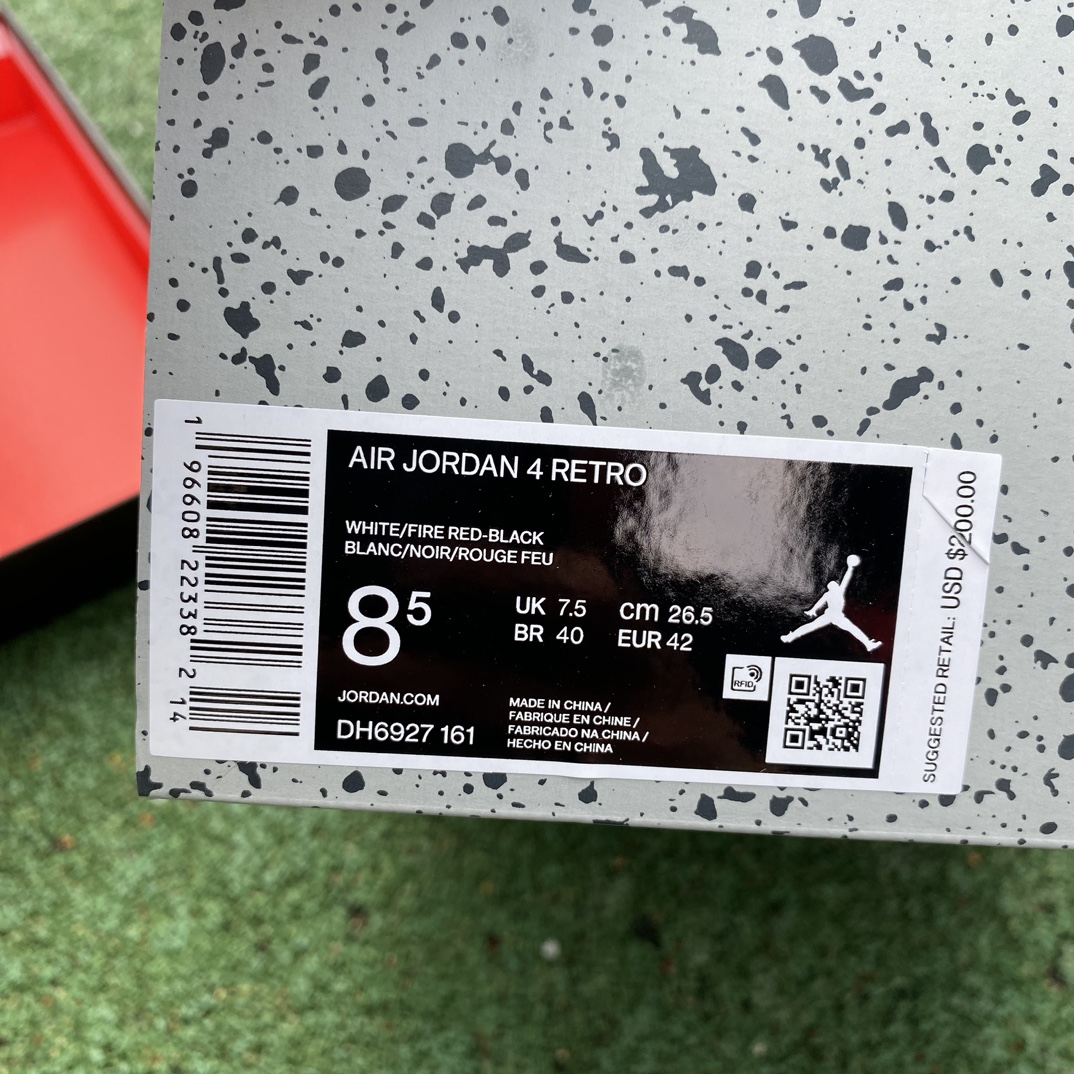 AIR JORDAN 4 RETRO
WHITE/FIRE RED-BLACK
BLANC/NOIR/ROUGE FEU
8 5
UK 7.5
BR 40
cm 26.5
EUR 42
RFID
JORDAN.COM
DH6927 161
MADE IN CHINA /
FABRIQUE EN CHINE /
FABRICADO NA CHINA /
HECHO EN CHINA
1 96608 22338 2 14
SUGGESTED RETAIL: USD $200.00